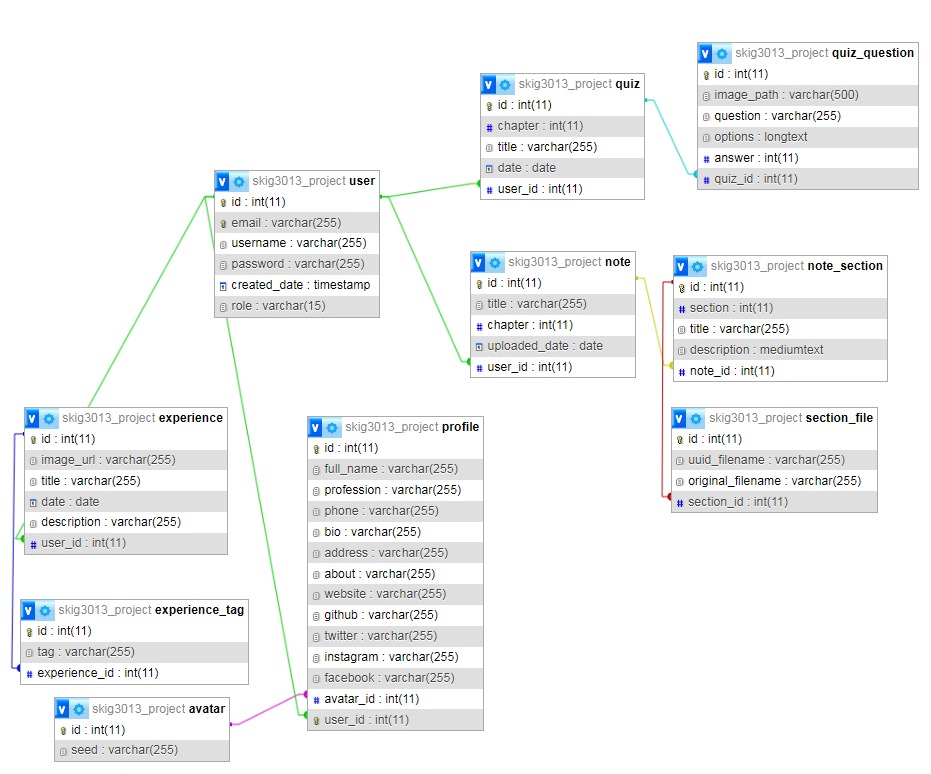 skig3013_project quiz_question
id : int(11)
image_path : varchar(500)
question : varchar(255)
options : longtext
answer : int(11)
quiz_id : int(11)
skig3013_project quiz
id : int(11)
chapter : int(11)
title : varchar(255)
date : date
user_id : int(11)
skig3013_project user
id : int(11)
email : varchar(255)
username : varchar(255)
password : varchar(255)
created_date : timestamp
role : varchar(15)
skig3013_project note
id : int(11)
title : varchar(255)
chapter : int(11)
uploaded_date : date
user_id : int(11)
skig3013_project note_section
id : int(11)
section : int(11)
title : varchar(255)
description : mediumtext
note_id : int(11)
skig3013_project experience
id : int(11)
image_url : varchar(255)
title : varchar(255)
date : date
description : varchar(255)
user_id : int(11)
skig3013_project profile
id : int(11)
full_name : varchar(255)
profession : varchar(255)
phone : varchar(255)
bio : varchar(255)
address : varchar(255)
about : varchar(255)
website : varchar(255)
github : varchar(255)
twitter : varchar(255)
instagram : varchar(255)
facebook : varchar(255)
avatar_id : int(11)
user_id : int(11)
skig3013_project section_file
id : int(11)
uuid_filename : varchar(255)
original_filename : varchar(255)
section_id : int(11)
skig3013_project experience_tag
id : int(11)
tag : varchar(255)
experience_id : int(11)
skig3013_project avatar
id : int(11)
seed : varchar(255)